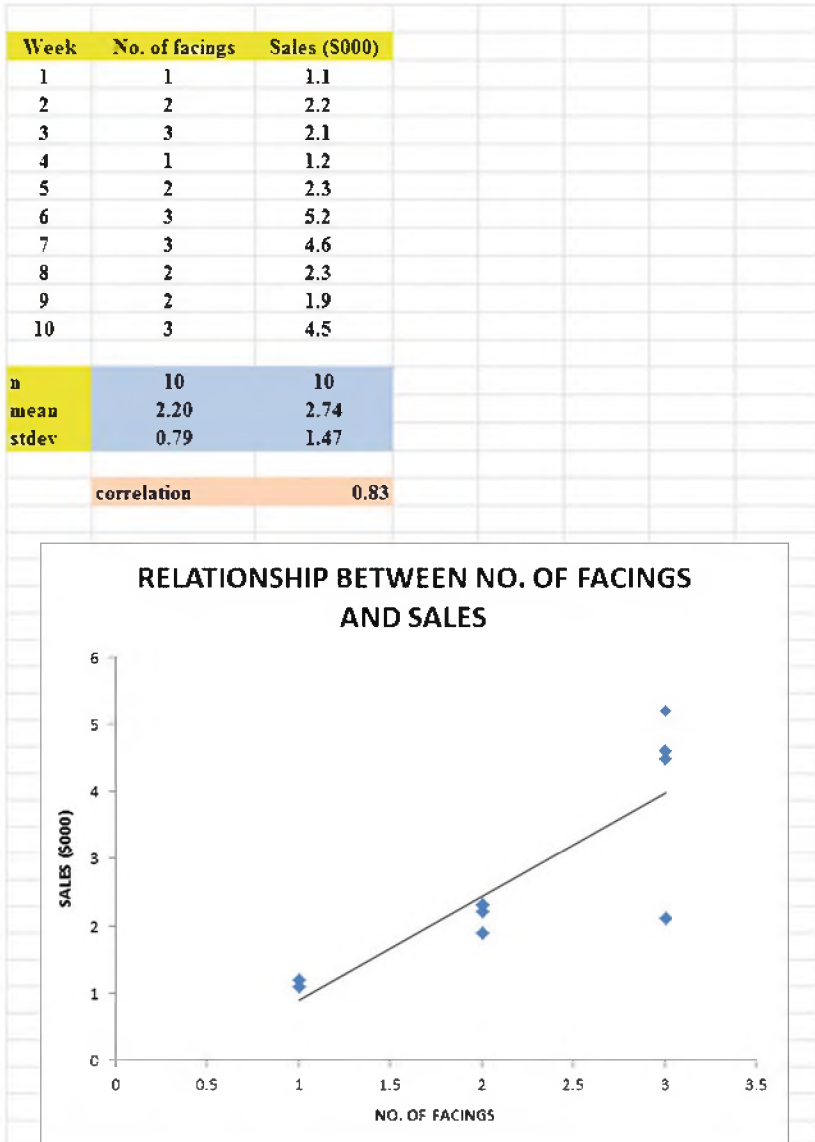 Week No. of facings Sales ($000)
1 1 1.1
2 2 2.2
3 3 2.1
4 1 1.2
5 2 2.3
6 3 5.2
7 3 4.6
8 2 2.3
9 2 1.9
10 3 4.5
n 10 10
mean 2.20 2.74
stdev 0.79 1.47
correlation 0.83
RELATIONSHIP BETWEEN NO. OF FACINGS
AND SALES
6
5
4
3
2
1
0
SALES ($000)
0 0.5 1 1.5 2 2.5 3 3.5
NO. OF FACINGS